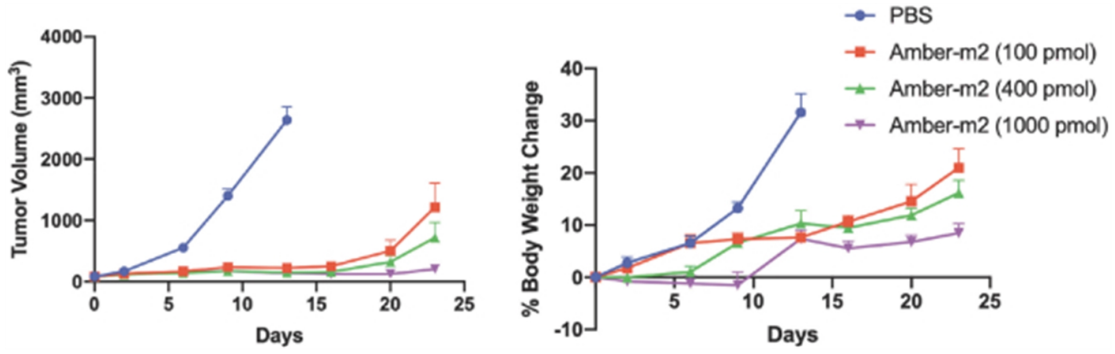 PBS
Amber-m2 (100 pmol)
Amber-m2 (400 pmol)
Amber-m2 (1000 pmol)
Tumor Volume (mm³)
4000
3000
2000
1000
0
0 5 10 15 20 25
Days
% Body Weight Change
40
30
20
10
0
-10
5 10 15 20 25
Days